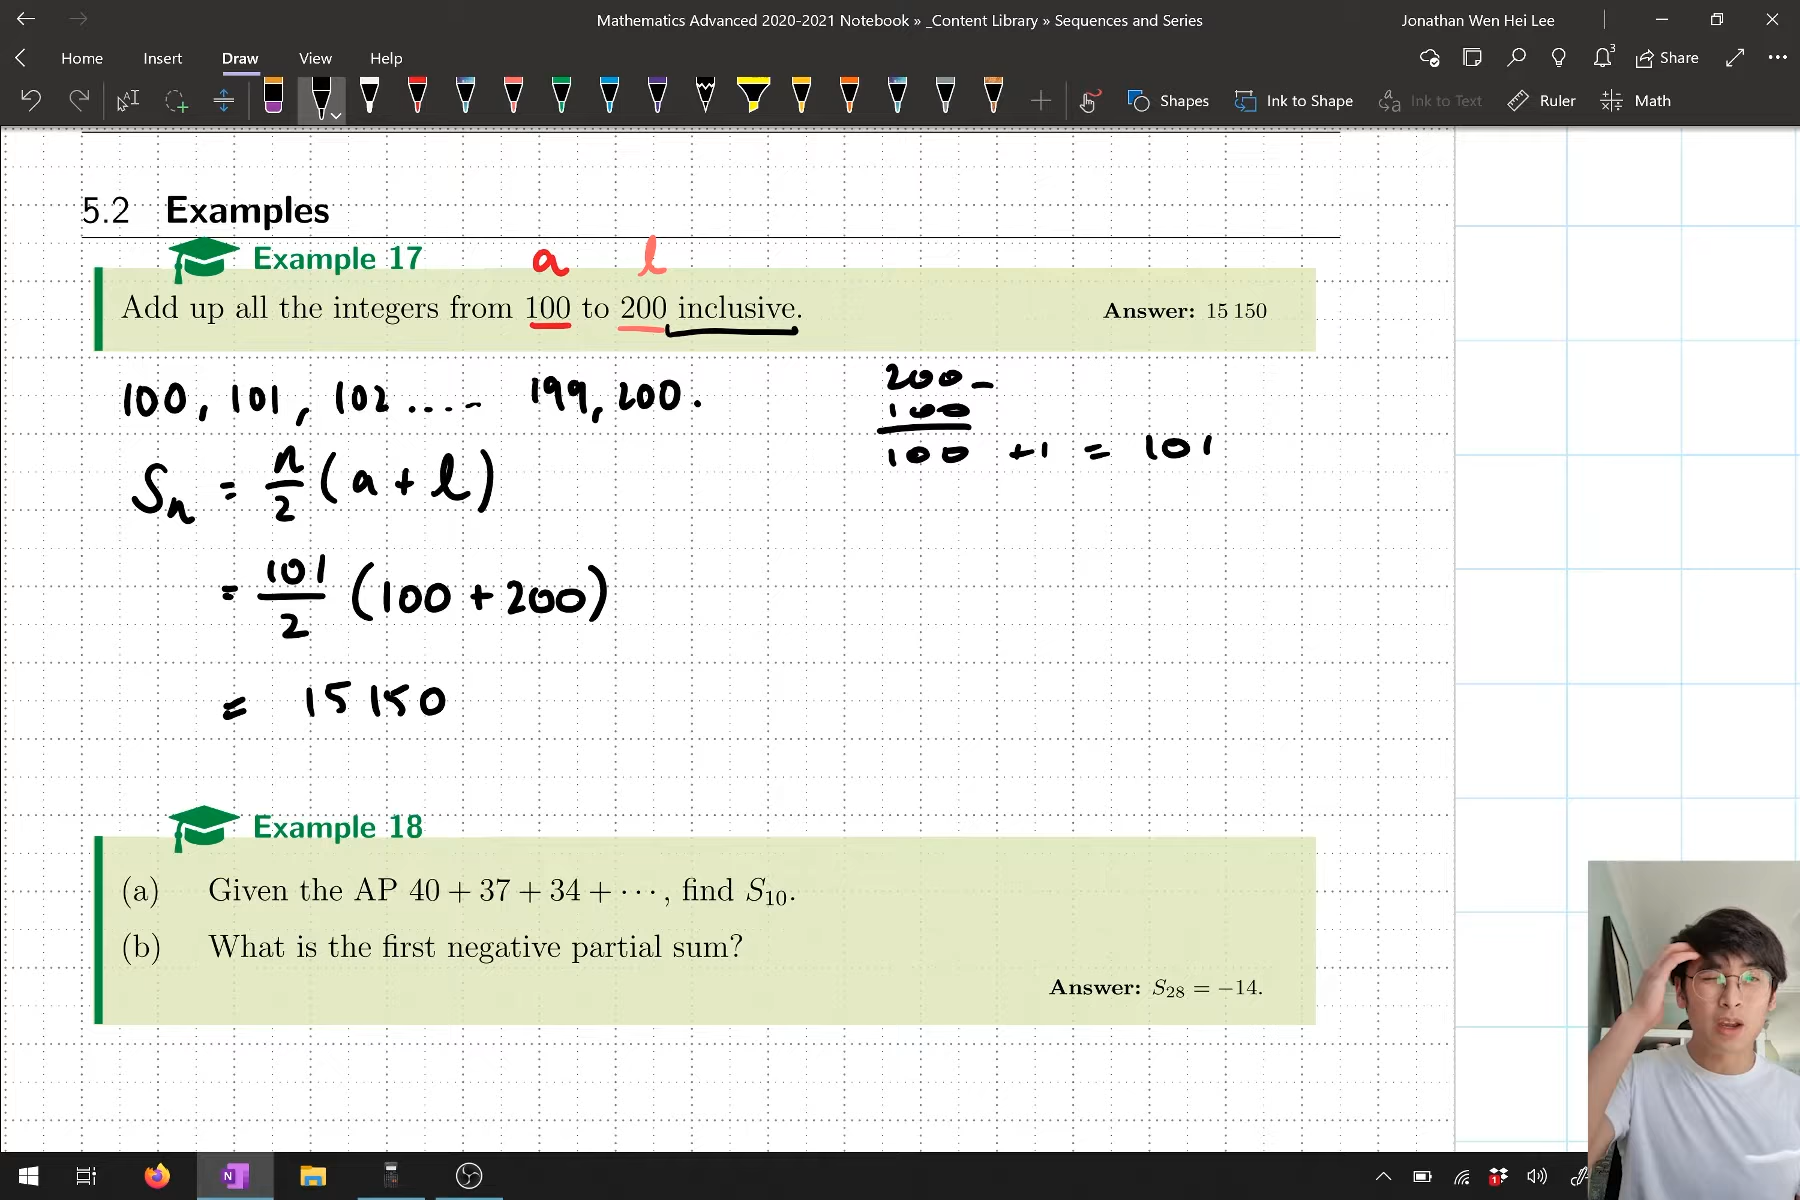 Mathematics Advanced 2020-2021 Notebook » _Content Library » Sequences and Series
Jonathan Wen Hei Lee
Home Insert Draw View Help
3 Share
Shapes Ink to Shape Ink to Text Ruler Math
5.2 Examples
Example 17
a l
Add up all the integers from 100 to 200 inclusive.
Answer: 15 150
100, 101, 102 .... 199, 200.
200 -
100
100 + 1 = 101
Sn = n/2 (a + l)
= 101/2 (100 + 200)
= 15 150
Example 18
(a) Given the AP 40 + 37 + 34 + ···, find S10.
(b) What is the first negative partial sum?
Answer: S28 = −14.
N
1